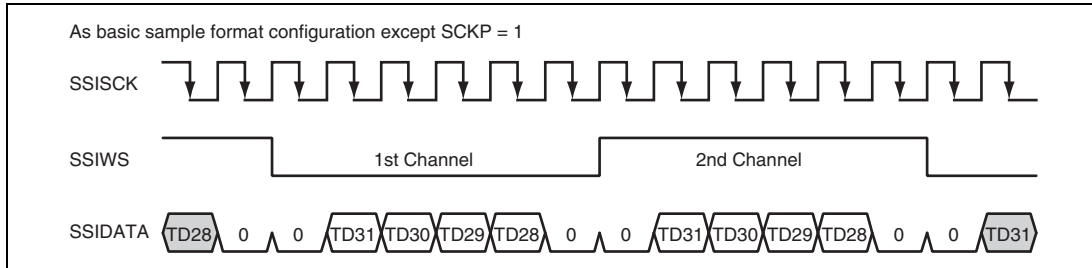 As basic sample format configuration except SCKP = 1
SSISCK
SSIWS 1st Channel 2nd Channel
SSIDATA TD28 0 0 TD31 TD30 TD29 TD28 0 0 TD31 TD30 TD29 TD28 0 0 TD31